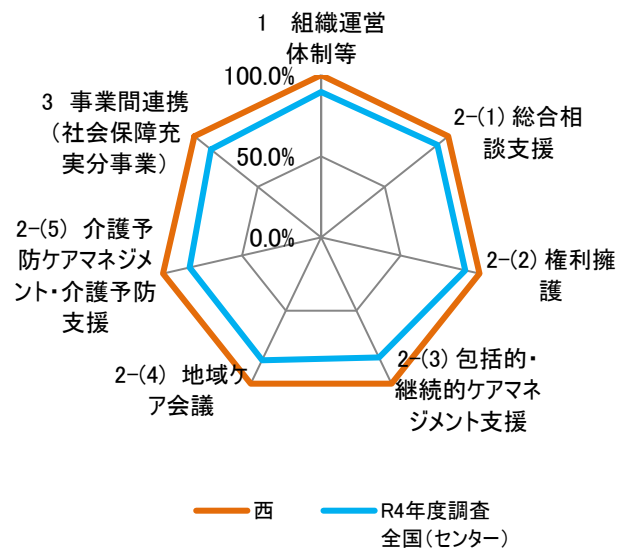 1　組織運営
体制等
100.0%
50.0%
0.0%
2-(1) 総合相
談支援
2-(2) 権利擁
護
2-(3) 包括的・
継続的ケアマネ
ジメント支援
2-(4) 地域ケ
ア会議
2-(5) 介護予
防ケアマネジメ
ント・介護予防
支援
3 事業間連携
（社会保障充
実分事業）
西
R4年度調査
全国（センター）